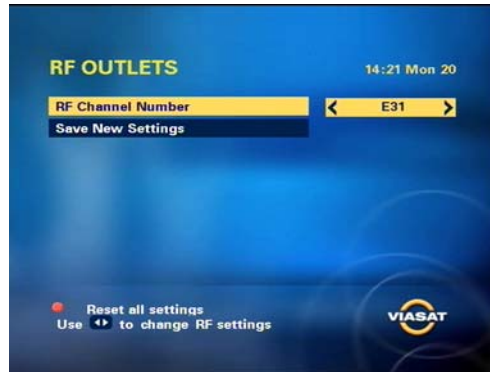 RF OUTLETS 14:21 Mon 20
RF Channel Number E31
Save New Settings
Reset all settings
Use to change RF settings
VIASAT